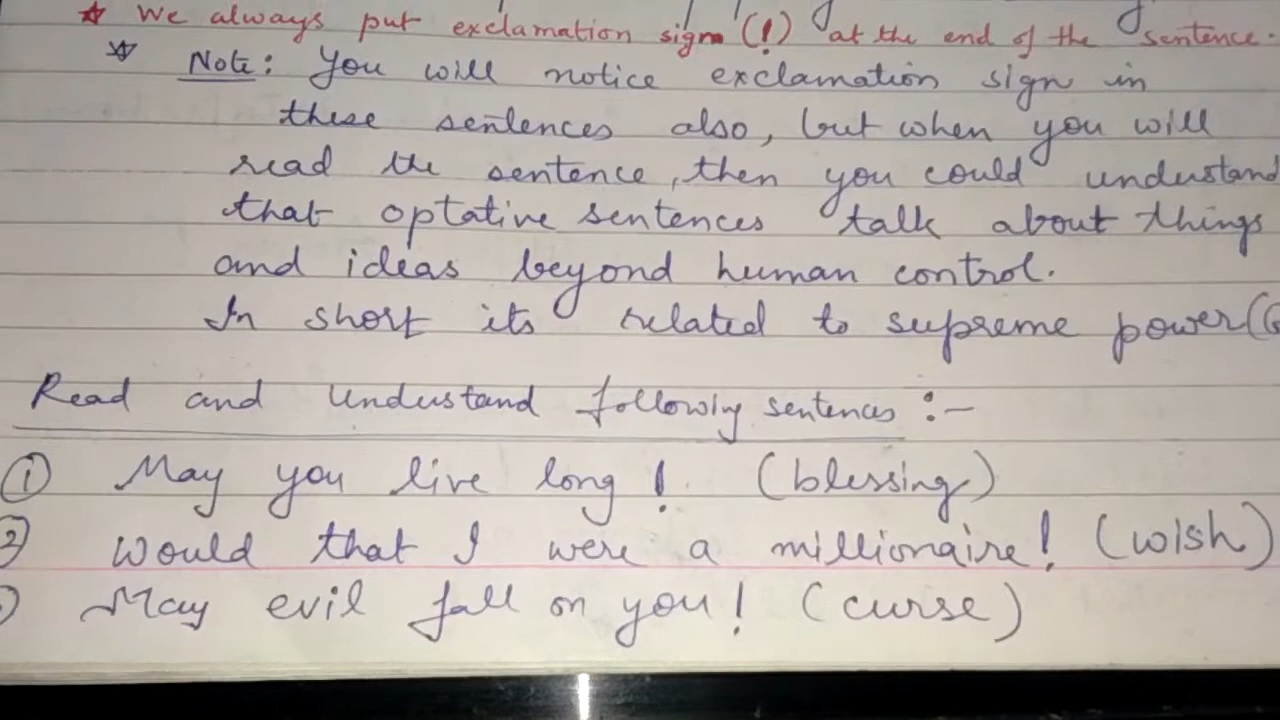 ☆ We always put exclamation sign (!) at the end of the sentence.
☆ Note: You will notice exclamation sign in
these sentences also, but when you will
read the sentence, then you could understand
that optative sentences talk about things
and ideas beyond human control.
In short its related to supreme power(
Read and Understand following sentences :-
① May you live long! (blessing)
② Would that I were a millionaire! (wish)
May evil fall on you! (curse)